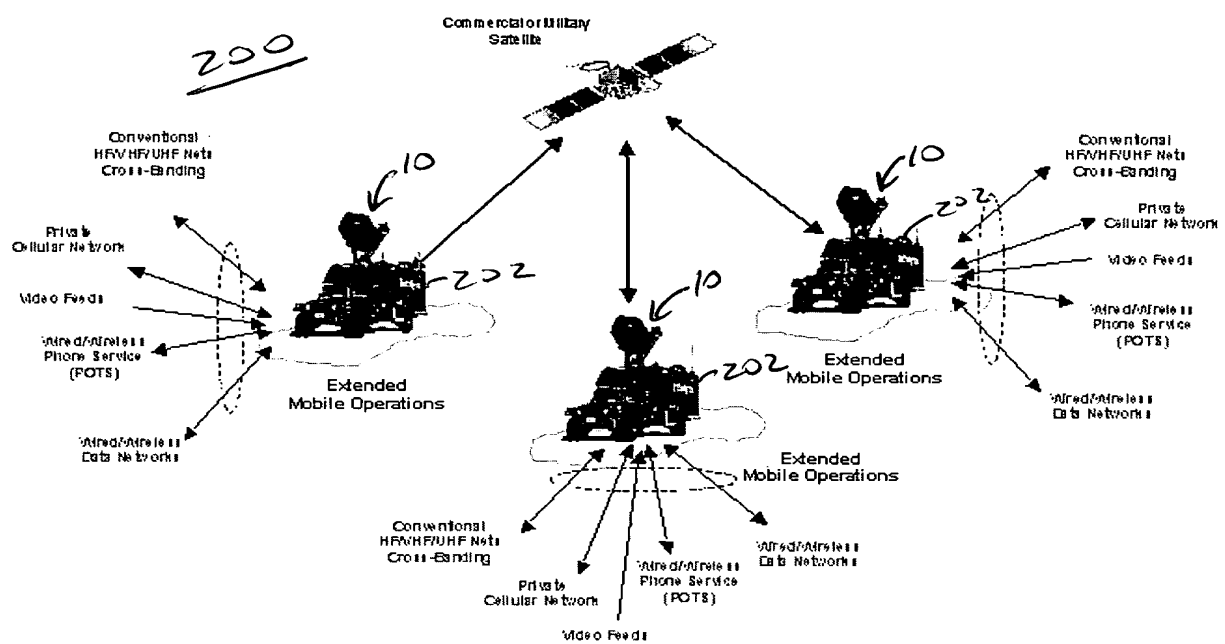 Commercial or Military
Satellite
200
Conventional
HF/VHF/UHF Nets
Cross-Banding
10
Private
Cellular Network
202
Video Feeds
Wired/Wireless
Phone Service
(POTS)
Extended
Mobile Operations
Wired/Wireless
Data Networks
10
202
Conventional
HF/VHF/UHF Nets
Cross-Banding
Private
Cellular Network
Video Feeds
Wired/Wireless
Phone Service
(POTS)
Extended
Mobile Operations
Wired/Wireless
Data Networks
10
202
Extended
Mobile Operations
Conventional
HF/VHF/UHF Nets
Cross-Banding
Private
Cellular Network
Video Feeds
Wired/Wireless
Phone Service
(POTS)
Wired/Wireless
Data Networks